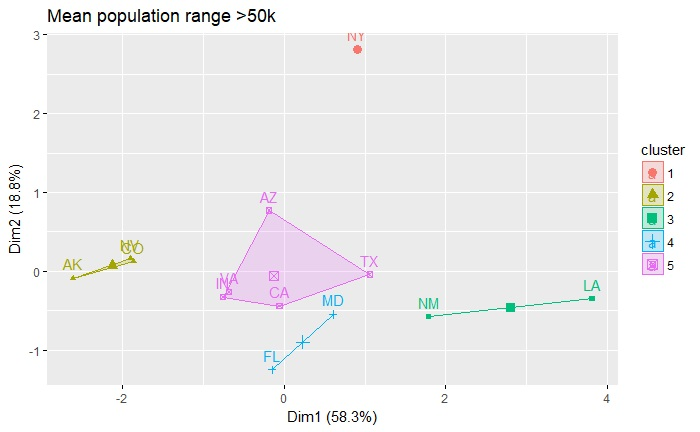 Mean population range >50k
NY
3
2
1
0
-1
Dim2 (18.8%)
AZ
AK
NV
CO
TX
VA
IN
CA
MD
NM
LA
FL
-2
0
2
4
Dim1 (58.3%)
cluster
1
2
3
4
5